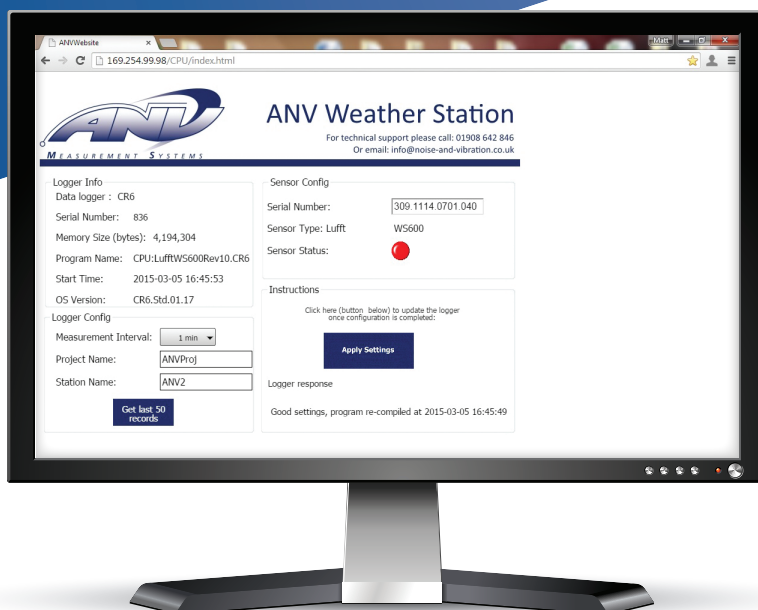 ANVWebsite
Matt
169.254.99.98/CPU/index.html
ANV
MEASUREMENT SYSTEMS
ANV Weather Station
For technical support please call: 01908 642 846
Or email: info@noise-and-vibration.co.uk
Logger Info
Data logger : CR6
Serial Number: 836
Memory Size (bytes): 4,194,304
Program Name: CPU:LufftWS600Rev10.CR6
Start Time: 2015-03-05 16:45:53
OS Version: CR6.Std.01.17
Logger Config
Measurement Interval: 1 min
Project Name: ANVProj
Station Name: ANV2
Get last 50
records
Sensor Config
Serial Number: 309.1114.0701.040
Sensor Type: Lufft WS600
Sensor Status:
Instructions
Click here (button below) to update the logger
once configuration is completed:
Apply Settings
Logger response
Good settings, program re-compiled at 2015-03-05 16:45:49